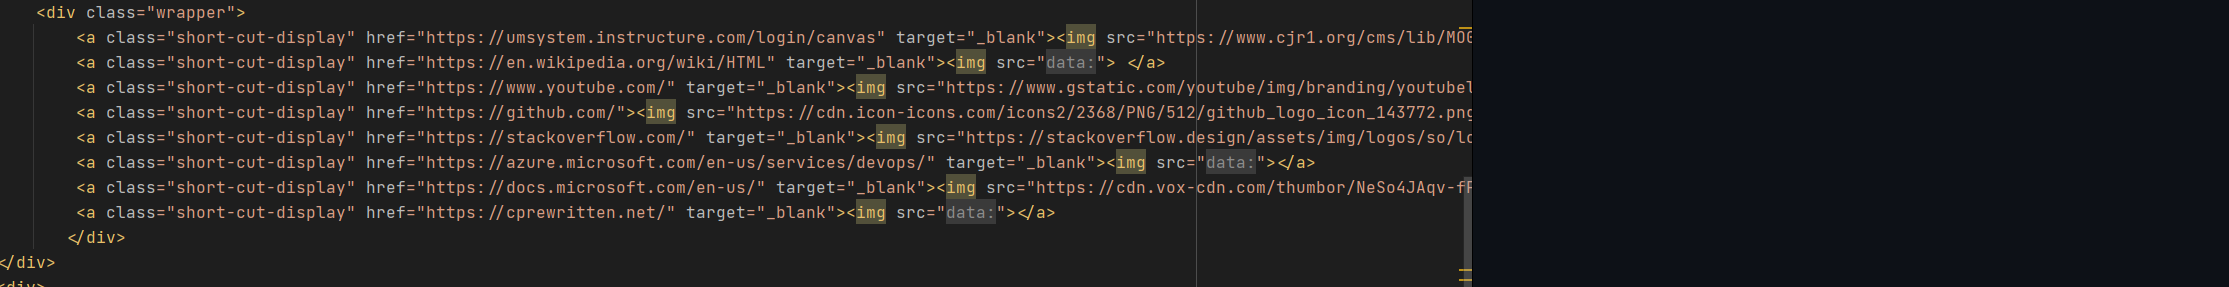 <div class="wrapper">
<a class="short-cut-display" href="https://umsystem.instructure.com/login/canvas" target="_blank"><img src="https://www.cjr1.org/cms/lib/MO0
<a class="short-cut-display" href="https://en.wikipedia.org/wiki/HTML" target="_blank"><img src="data:"> </a>
<a class="short-cut-display" href="https://www.youtube.com/" target="_blank"><img src="https://www.gstatic.com/youtube/img/branding/youtubel
<a class="short-cut-display" href="https://github.com/"><img src="https://cdn.icon-icons.com/icons2/2368/PNG/512/github_logo_icon_143772.png
<a class="short-cut-display" href="https://stackoverflow.com/" target="_blank"><img src="https://stackoverflow.design/assets/img/logos/so/lo
<a class="short-cut-display" href="https://azure.microsoft.com/en-us/services/devops/" target="_blank"><img src="data:"></a>
<a class="short-cut-display" href="https://docs.microsoft.com/en-us/" target="_blank"><img src="https://cdn.vox-cdn.com/thumbor/NeSo4JAqv-fF
<a class="short-cut-display" href="https://cprewritten.net/" target="_blank"><img src="data:"></a>
</div>
</div>
<div>